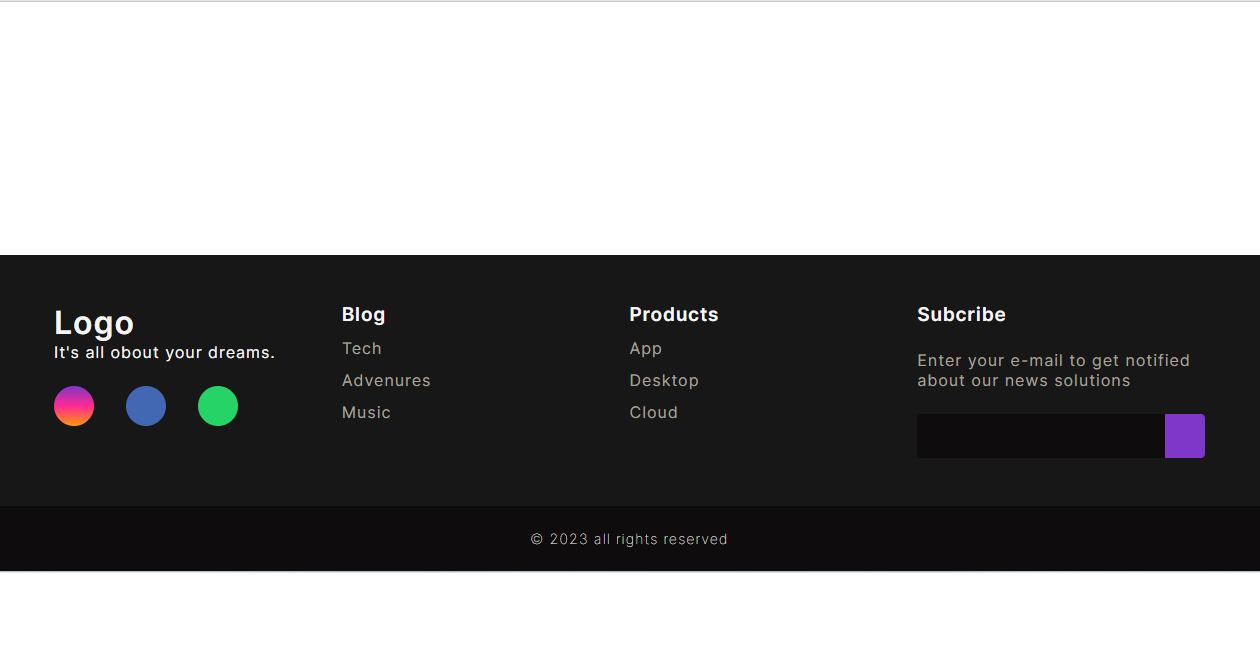 Logo
It's all obout your dreams.
Blog
Tech
Advenures
Music
Products
App
Desktop
Cloud
Subcribe
Enter your e-mail to get notified
about our news solutions
© 2023 all rights reserved